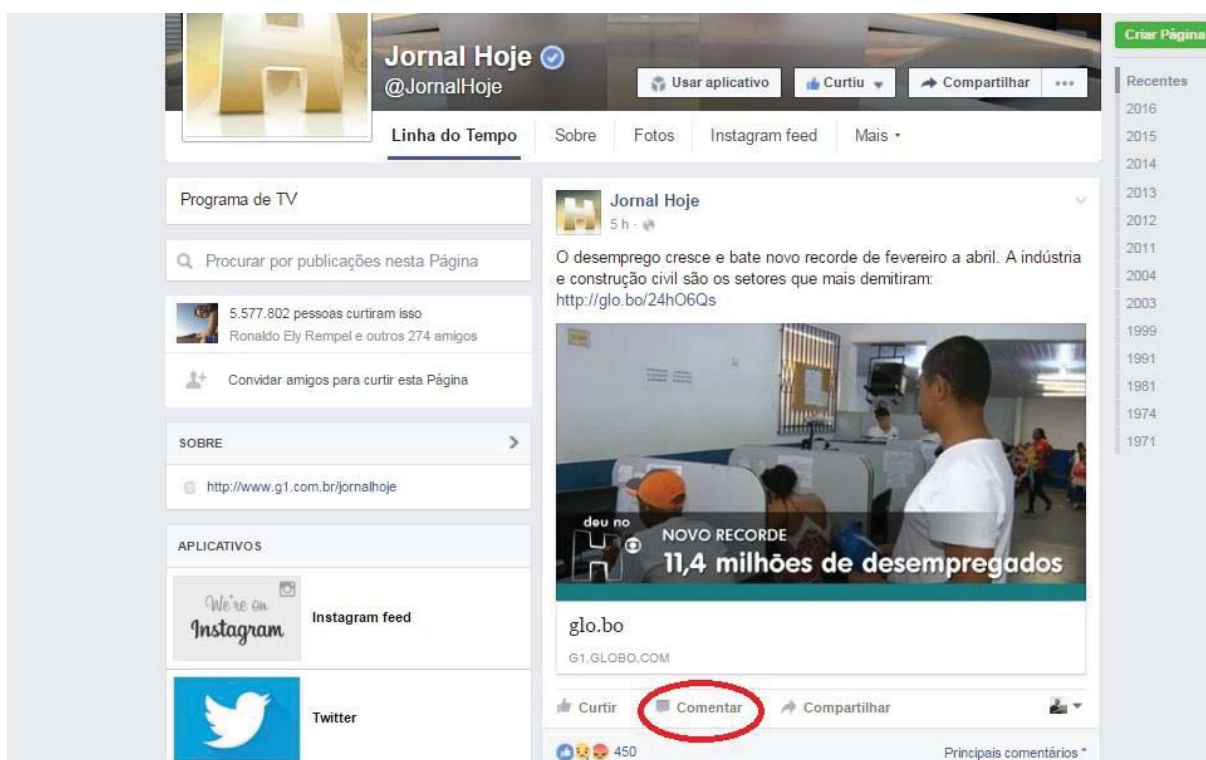 Jornal Hoje
@JornalHoje
Usar aplicativo
Curtiu
Compartilhar
Criar Página
Linha do Tempo
Sobre
Fotos
Instagram feed
Mais
Recentes
2016
2015
2014
2013
2012
2011
2004
2003
1999
1991
1981
1974
1971
Programa de TV
Procurar por publicações nesta Página
5.577.802 pessoas curtiram isso
Ronaldo Ely Rempel e outros 274 amigos
Convidar amigos para curtir esta Página
SOBRE
http://www.g1.com.br/jornalhoje
APLICATIVOS
We're on
Instagram
Instagram feed
Twitter
Jornal Hoje
5 h ·
O desemprego cresce e bate novo recorde de fevereiro a abril. A indústria
e construção civil são os setores que mais demitiram:
http://glo.bo/24hO6Qs
deu no
H
NOVO RECORDE
11,4 milhões de desempregados
glo.bo
G1.GLOBO.COM
Curtir
Comentar
Compartilhar
450
Principais comentários